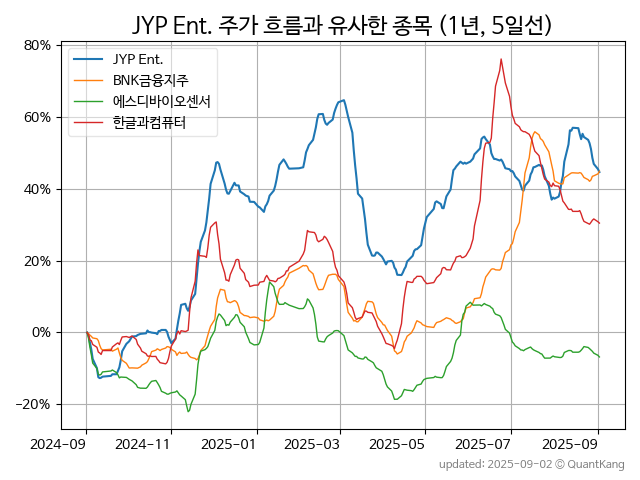 JYP Ent. 주가 흐름과 유사한 종목 (1년, 5일선)
JYP Ent.
BNK금융지주
에스디바이오센서
한글과컴퓨터
80%
60%
40%
20%
0%
−20%
2024−09 2024−11 2025−01 2025−03 2025−05 2025−07 2025−09
updated: 2025−09−02 © QuantKang